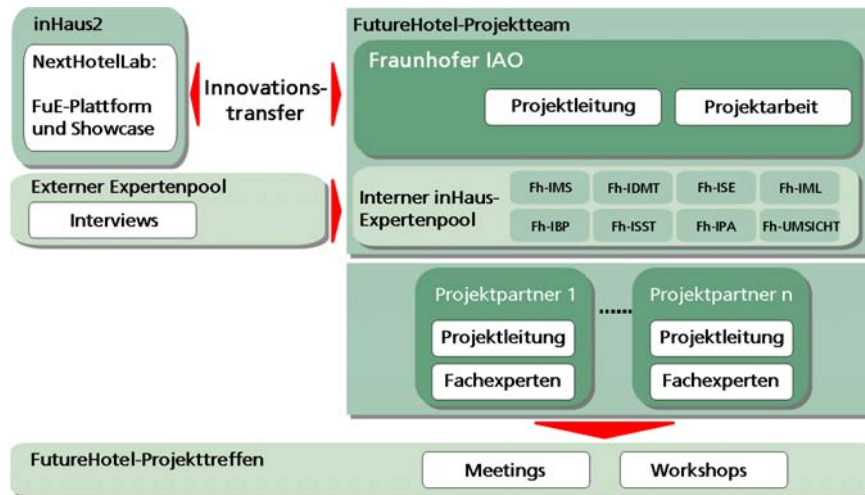 inHaus2
NextHotelLab:
FuE-Plattform
und Showcase
Innovations-
transfer
FutureHotel-Projektteam
Fraunhofer IAO
Projektleitung
Projektarbeit
Externer Expertenpool
Interviews
Interner inHaus-
Expertenpool
Fh-IMS
Fh-IDMT
Fh-ISE
Fh-IML
Fh-IBP
Fh-ISST
Fh-IPA
Fh-UMSICHT
Projektpartner 1
Projektleitung
Fachexperten
......
Projektpartner n
Projektleitung
Fachexperten
FutureHotel-Projekttreffen
Meetings
Workshops